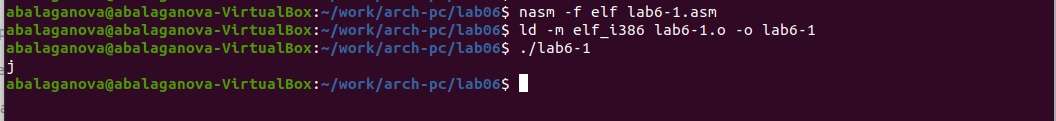 abalaganova@abalaganova-VirtualBox:~/work/arch-pc/lab06$ nasm -f elf lab6-1.asm
abalaganova@abalaganova-VirtualBox:~/work/arch-pc/lab06$ ld -m elf_i386 lab6-1.o -o lab6-1
abalaganova@abalaganova-VirtualBox:~/work/arch-pc/lab06$ ./lab6-1
j
abalaganova@abalaganova-VirtualBox:~/work/arch-pc/lab06$